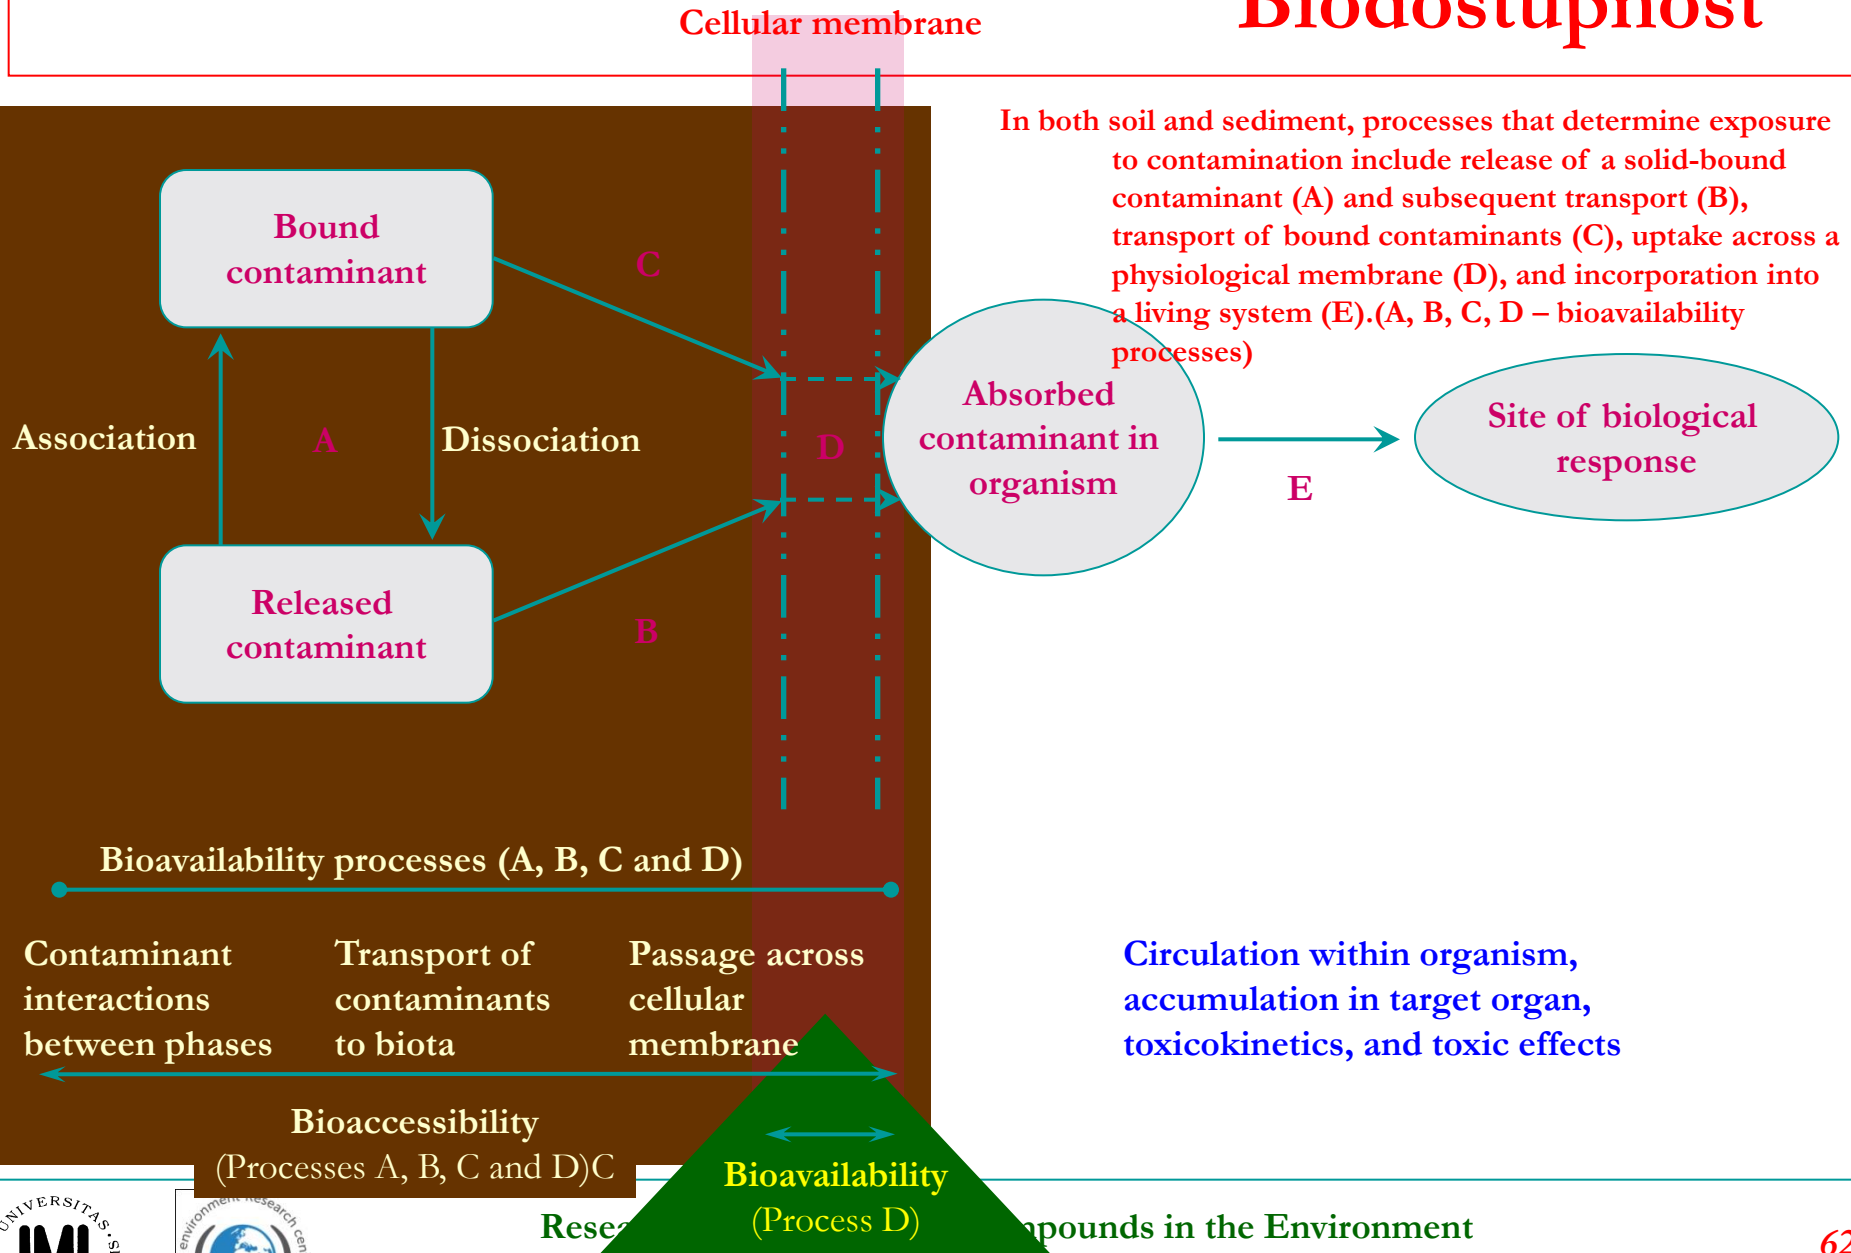 Biodostupnost
Cellular membrane
In both soil and sediment, processes that determine exposure
to contamination include release of a solid-bound
contaminant (A) and subsequent transport (B),
transport of bound contaminants (C), uptake across a
physiological membrane (D), and incorporation into
a living system (E).(A, B, C, D – bioavailability
processes)
Bound
contaminant
C
Association
A
Dissociation
D
Absorbed
contaminant in
organism
E
Site of biological
response
Released
contaminant
B
Bioavailability processes (A, B, C and D)
Contaminant
interactions
between phases
Transport of
contaminants
to biota
Passage across
cellular
membrane
Circulation within organism,
accumulation in target organ,
toxicokinetics, and toxic effects
Bioaccessibility
(Processes A, B, C and D)C
Bioavailability
(Process D)
in the Environment
62
UNIVERSITAS
Research